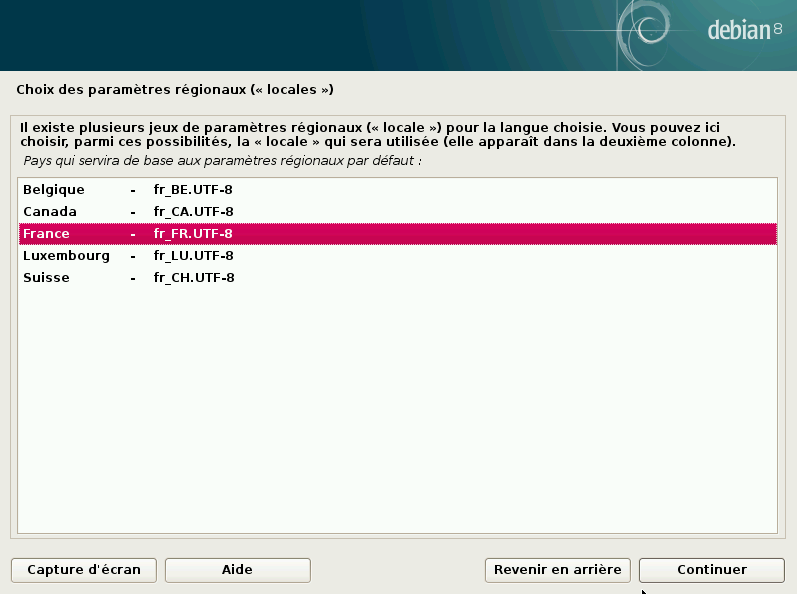 debian 8
Choix des paramètres régionaux (« locales »)
Il existe plusieurs jeux de paramètres régionaux (« locale ») pour la langue choisie. Vous pouvez ici
choisir, parmi ces possibilités, la « locale » qui sera utilisée (elle apparaît dans la deuxième colonne).
Pays qui servira de base aux paramètres régionaux par défaut :
Belgique - fr_BE.UTF-8
Canada - fr_CA.UTF-8
France - fr_FR.UTF-8
Luxembourg - fr_LU.UTF-8
Suisse - fr_CH.UTF-8
Capture d'écran Aide Revenir en arrière Continuer